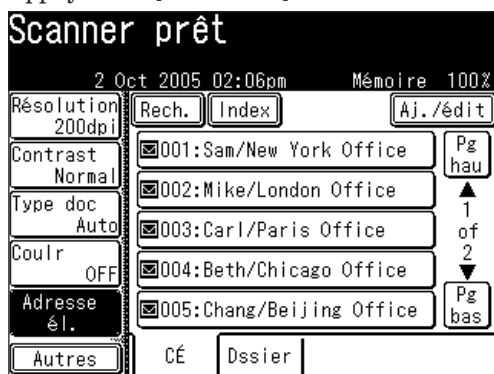 Scanner prêt
2 Oct 2005 02:06pm Mémoire 100%
Résolution
200dpi
Rech. Index Aj./édit
Contrast
Normal
001:Sam/New York Office
Pg
hau
002:Mike/London Office
Type doc
Auto
003:Carl/Paris Office
1
of
2
Coulr
OFF
004:Beth/Chicago Office
Adresse
él.
005:Chang/Beijing Office
Pg
bas
Autres CÉ Dssier